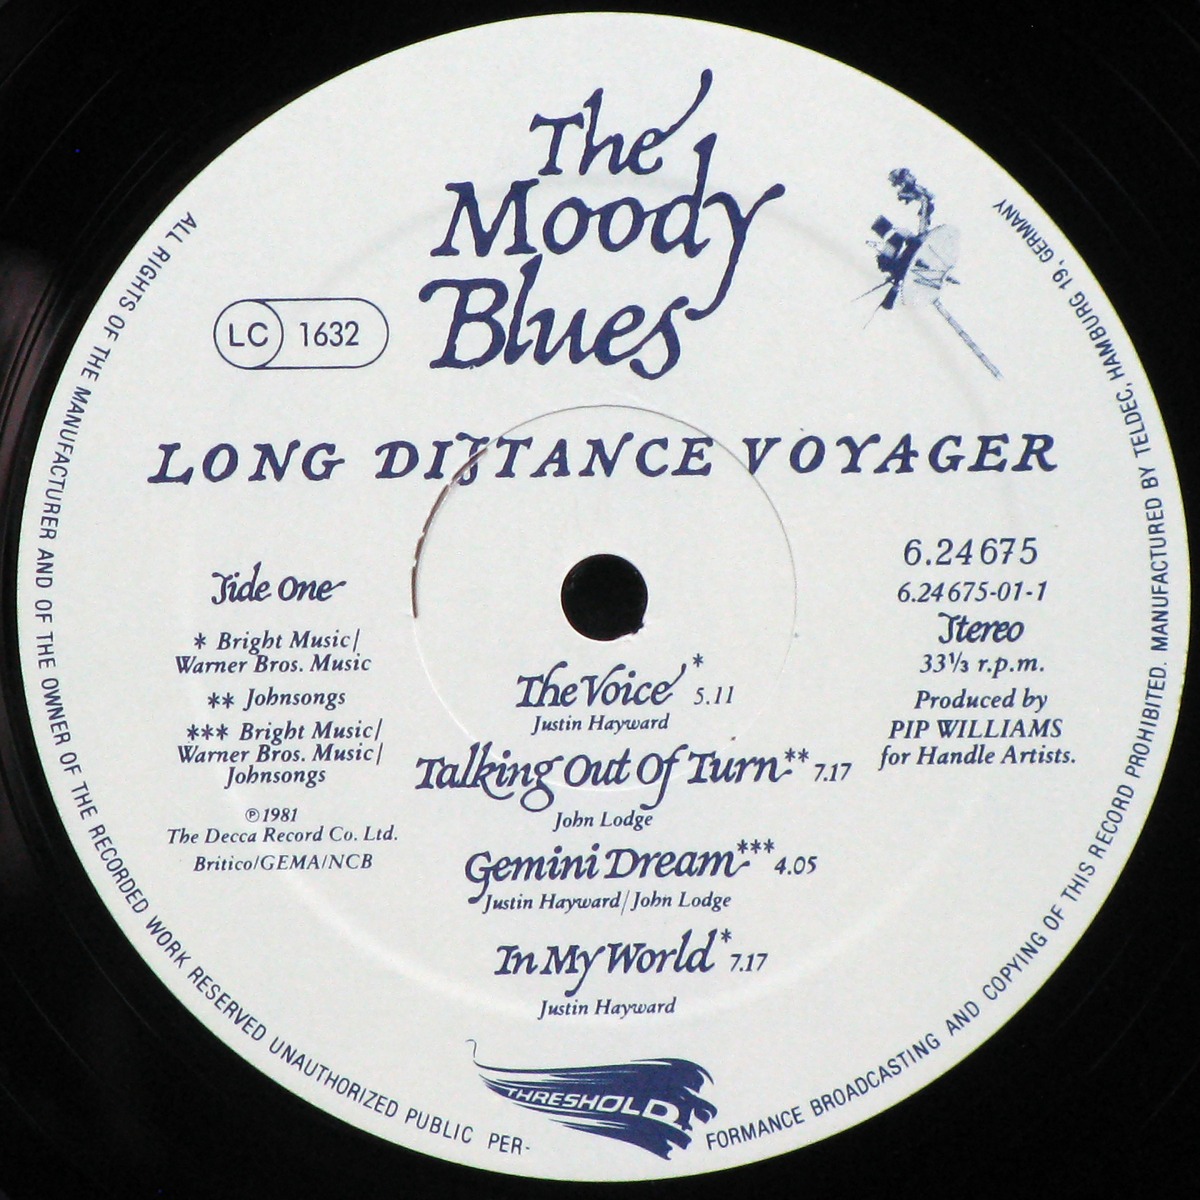 The
Moody
Blues
LC 1632
LONG DISTANCE VOYAGER
Side One
* Bright Music/
Warner Bros. Music
** Johnsongs
*** Bright Music/
Warner Bros. Music/
Johnsongs
℗1981
The Decca Record Co. Ltd.
Britico/GEMA/NCB
6.24675
6.24675-01-1
Stereo
33⅓ r.p.m.
Produced by
PIP WILLIAMS
for Handle Artists.
The Voice* 5.11
Justin Hayward
Talking Out Of Turn** 7.17
John Lodge
Gemini Dream*** 4.05
Justin Hayward/John Lodge
In My World* 7.17
Justin Hayward
THRESHOLD
ALL RIGHTS OF THE MANUFACTURER AND OF THE OWNER OF THE RECORDED WORK RESERVED UNAUTHORIZED PUBLIC PER-FORMANCE BROADCASTING AND COPYING OF THIS RECORD PROHIBITED. MANUFACTURED BY TELDEC, HAMBURG 19, GERMANY